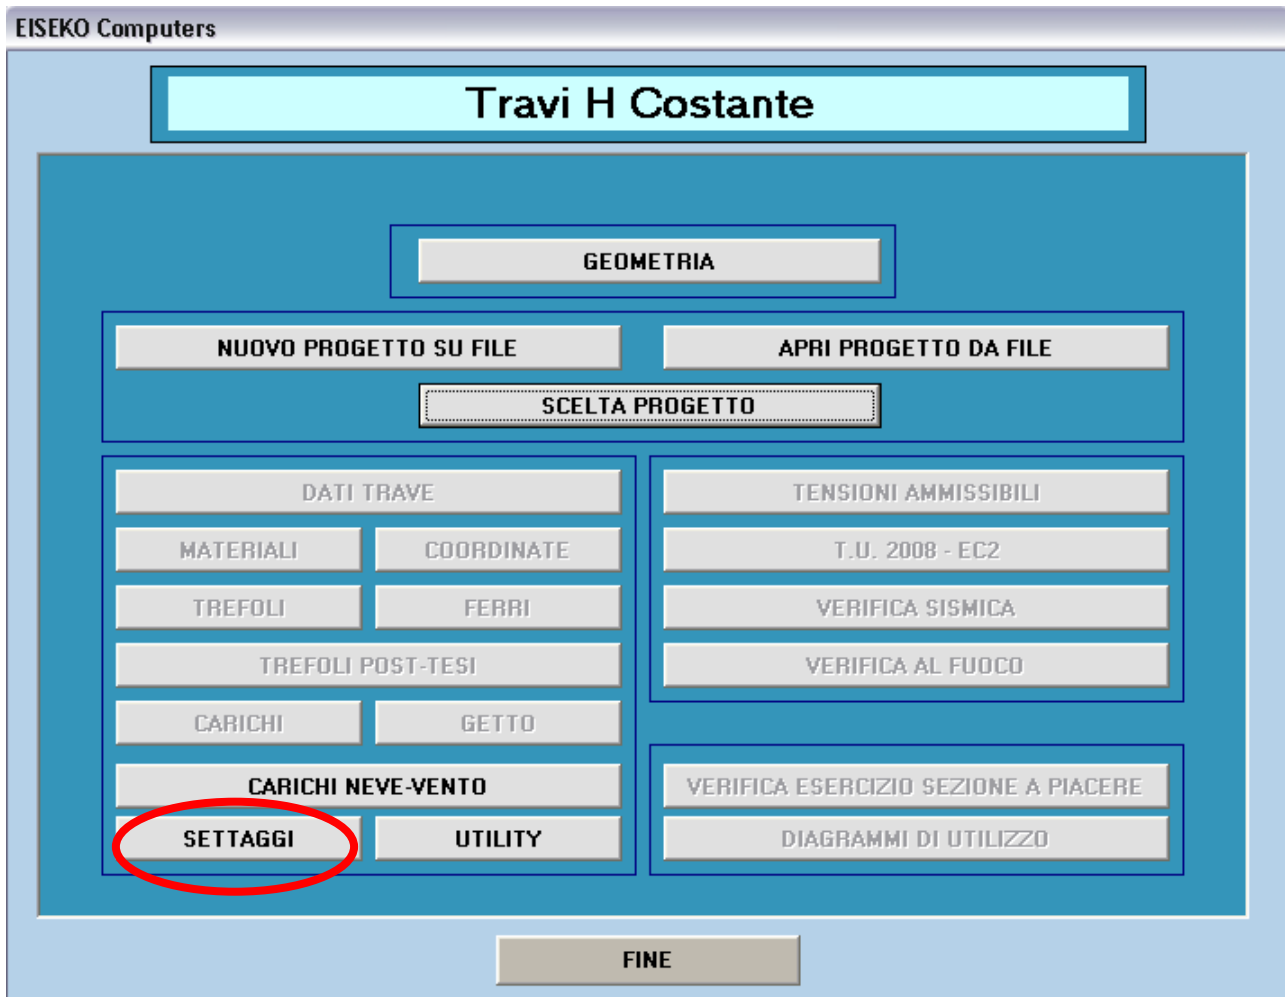 EISEKO Computers
Travi H Costante
GEOMETRIA
NUOVO PROGETTO SU FILE
APRI PROGETTO DA FILE
SCELTA PROGETTO
DATI TRAVE
MATERIALI
COORDINATE
TREFOLI
FERRI
TREFOLI POST-TESI
CARICHI
GETTO
CARICHI NEVE-VENTO
SETTAGGI
UTILITY
TENSIONI AMMISSIBILI
T.U. 2008 - EC2
VERIFICA SISMICA
VERIFICA AL FUOCO
VERIFICA ESERCIZIO SEZIONE A PIACERE
DIAGRAMMI DI UTILIZZO
FINE